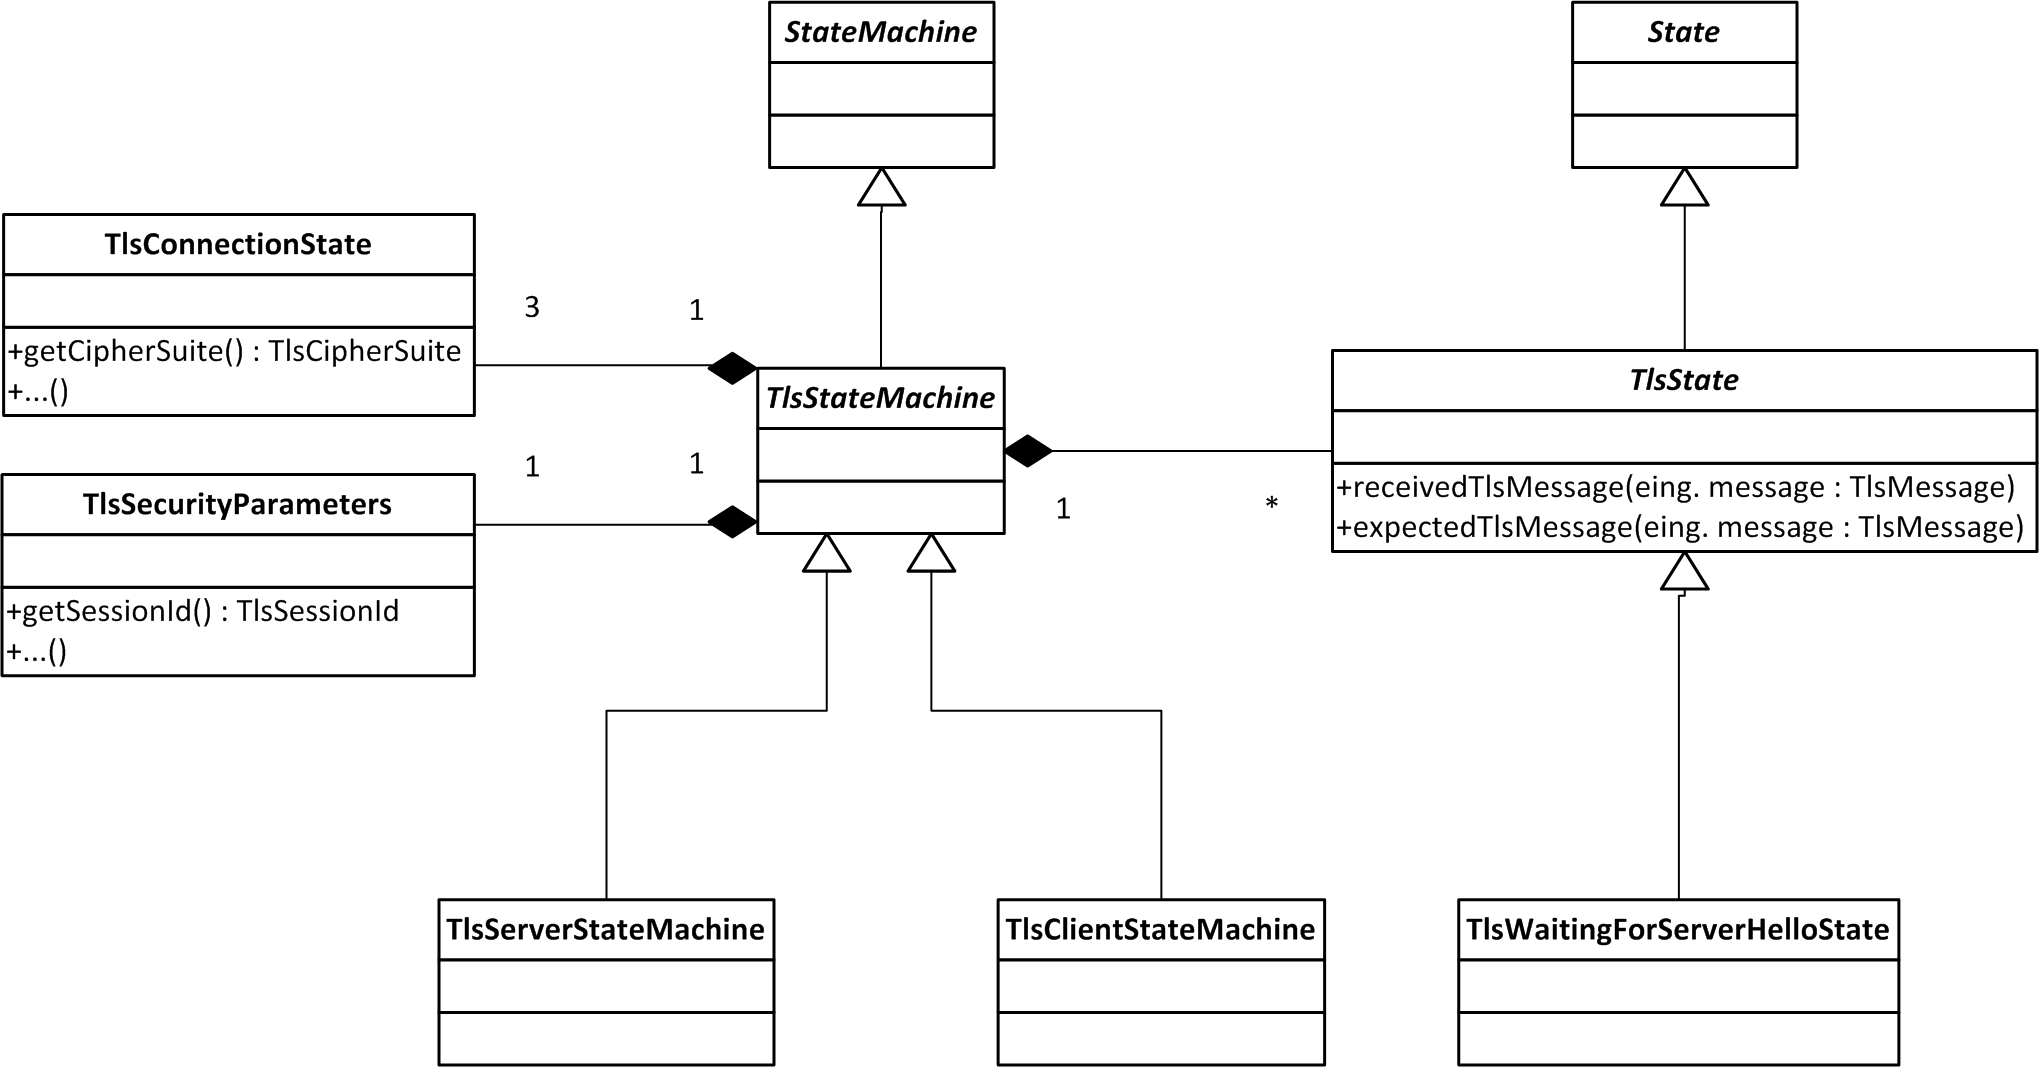 StateMachine
State
TlsConnectionState
+getCipherSuite() : TlsCipherSuite
+...()
3
1
TlsStateMachine
TlsState
+receivedTlsMessage(eing. message : TlsMessage)
+expectedTlsMessage(eing. message : TlsMessage)
1
1
1
*
TlsSecurityParameters
+getSessionId() : TlsSessionId
+...()
TlsServerStateMachine
TlsClientStateMachine
TlsWaitingForServerHelloState